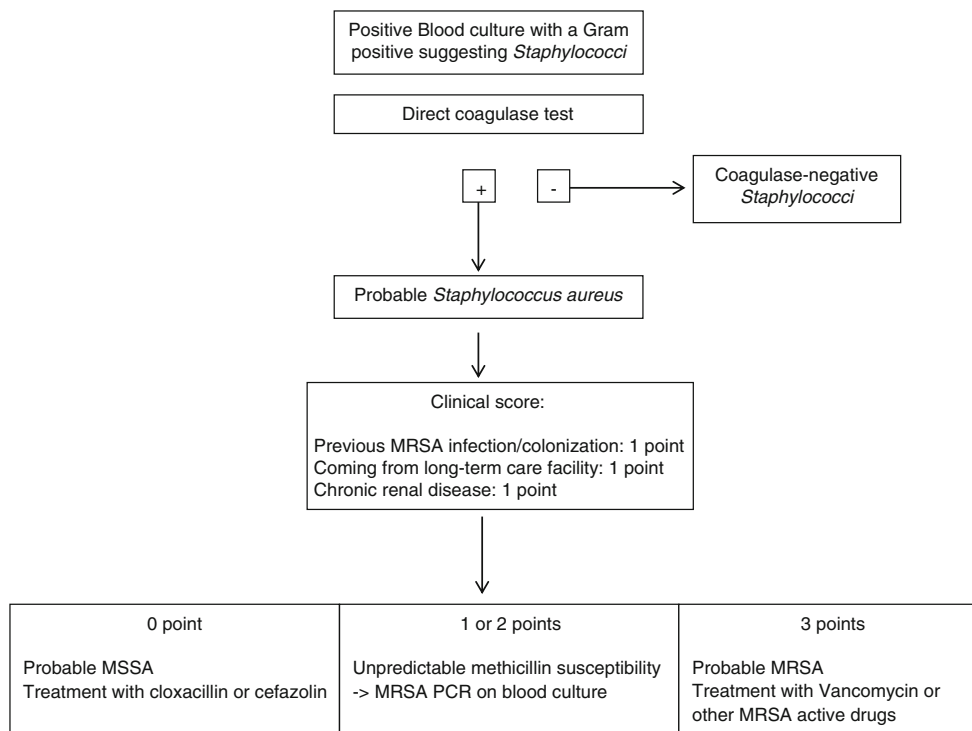 Positive Blood culture with a Gram
positive suggesting Staphylococci
Direct coagulase test
+
-
Coagulase-negative
Staphylococci
Probable Staphylococcus aureus
Clinical score:
Previous MRSA infection/colonization: 1 point
Coming from long-term care facility: 1 point
Chronic renal disease: 1 point
0 point
Probable MSSA
Treatment with cloxacillin or cefazolin
1 or 2 points
Unpredictable methicillin susceptibility
-> MRSA PCR on blood culture
3 points
Probable MRSA
Treatment with Vancomycin or
other MRSA active drugs